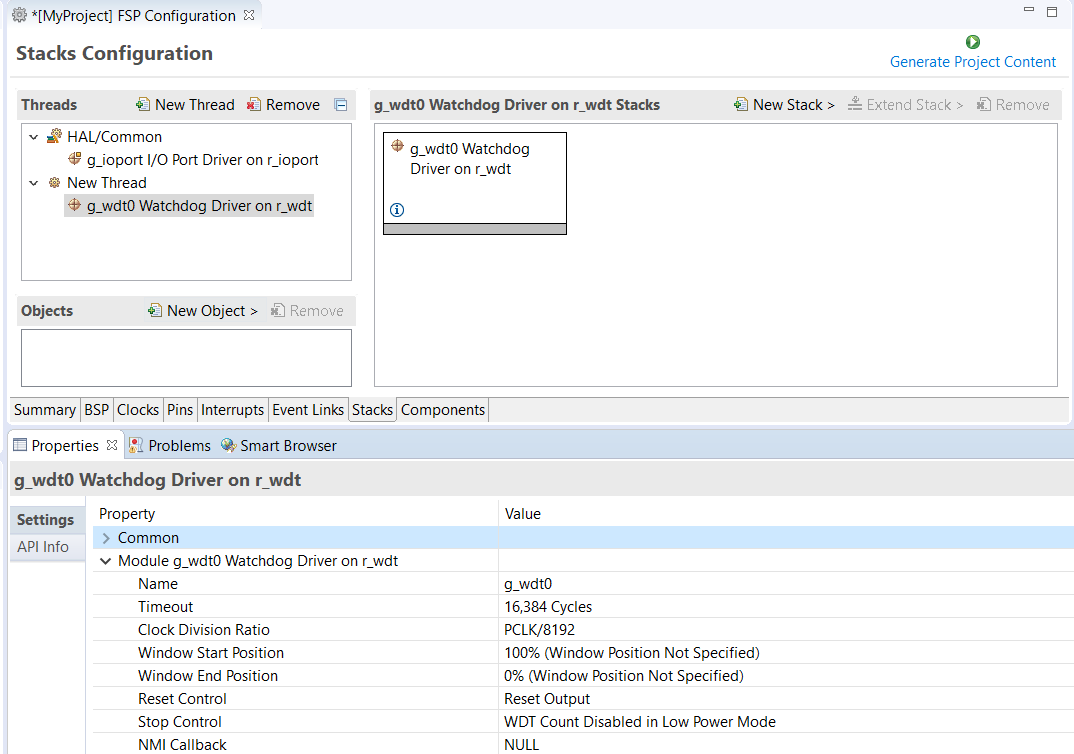 *[MyProject] FSP Configuration
Stacks Configuration
Generate Project Content
Threads
New Thread
Remove
HAL/Common
g_ioport I/O Port Driver on r_ioport
New Thread
g_wdt0 Watchdog Driver on r_wdt
Objects
New Object >
Remove
g_wdt0 Watchdog Driver on r_wdt Stacks
New Stack >
Extend Stack >
Remove
g_wdt0 Watchdog
Driver on r_wdt
Summary BSP Clocks Pins Interrupts Event Links Stacks Components
Properties Problems Smart Browser
g_wdt0 Watchdog Driver on r_wdt
Settings
API Info
Property Value
Common
Module g_wdt0 Watchdog Driver on r_wdt
Name g_wdt0
Timeout 16,384 Cycles
Clock Division Ratio PCLK/8192
Window Start Position 100% (Window Position Not Specified)
Window End Position 0% (Window Position Not Specified)
Reset Control Reset Output
Stop Control WDT Count Disabled in Low Power Mode
NMI Callback NULL